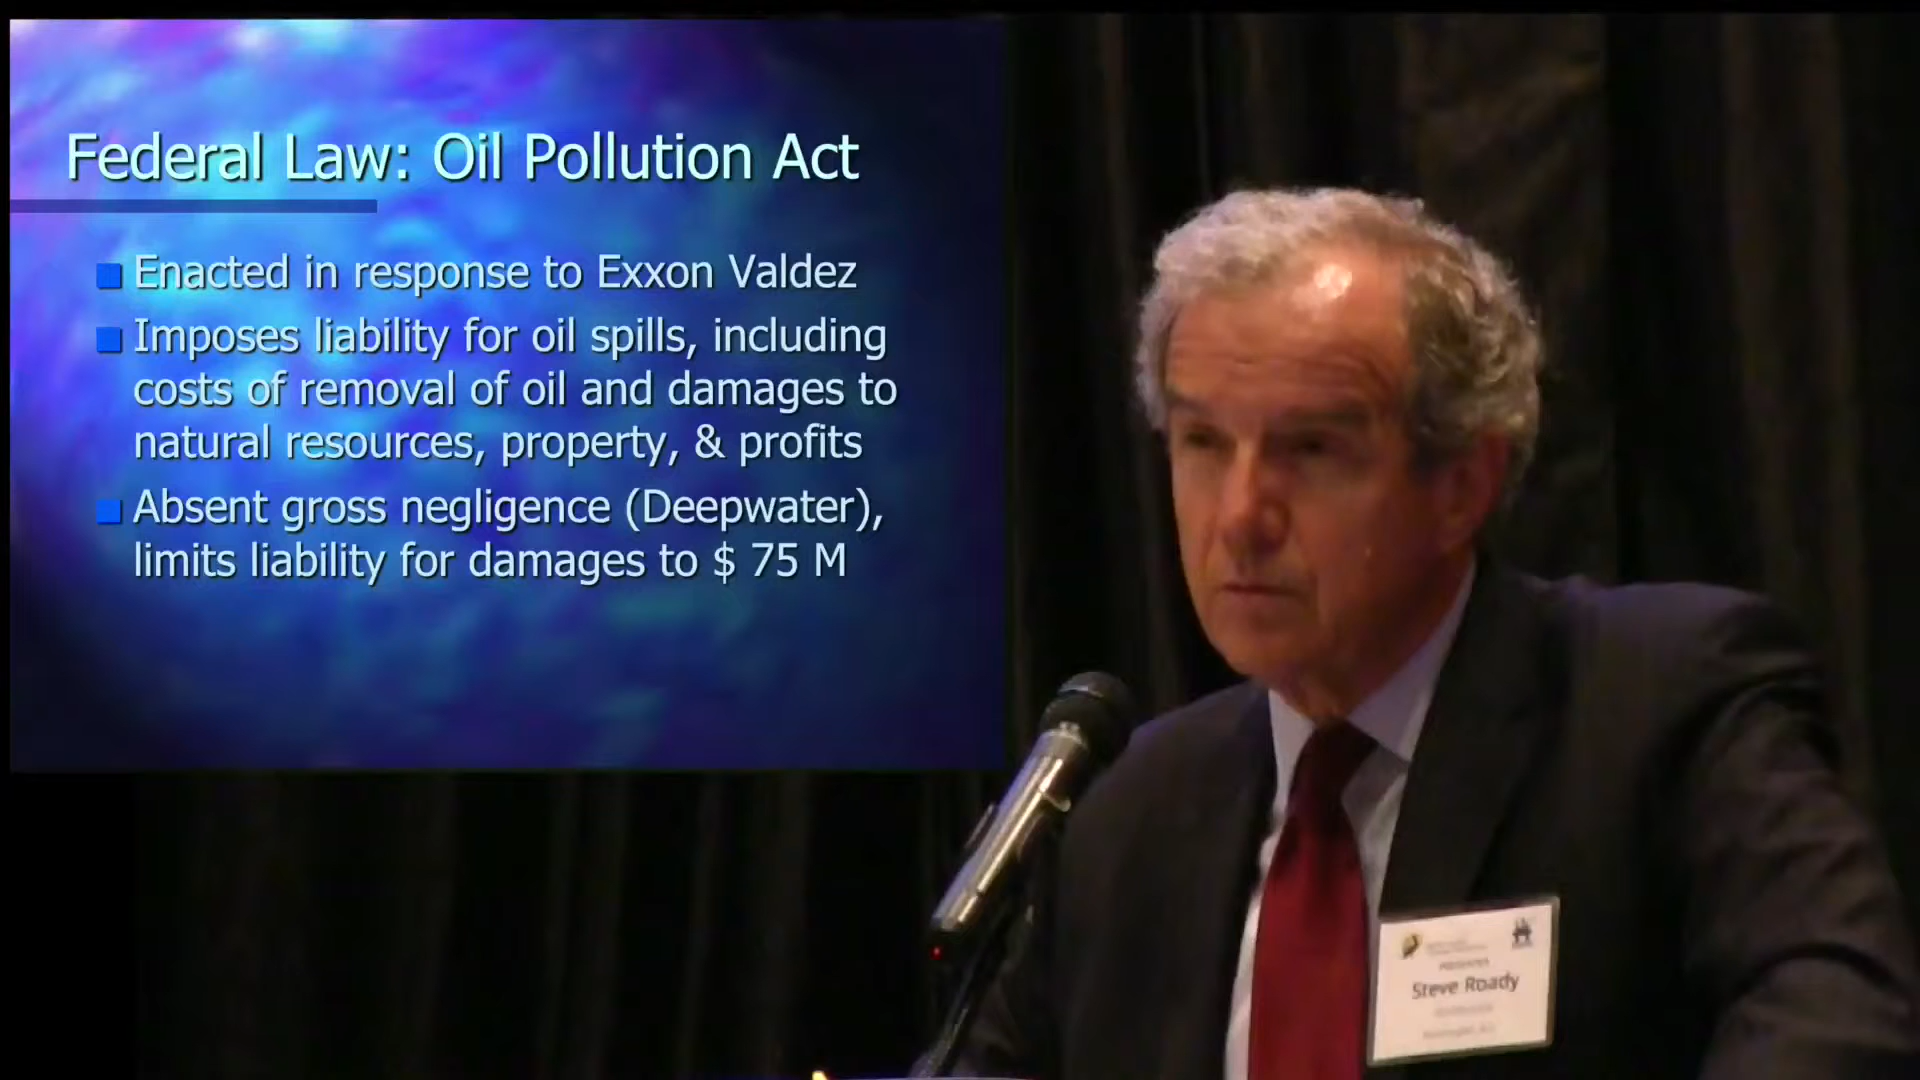 Federal Law: Oil Pollution Act
Enacted in response to Exxon Valdez
Imposes liability for oil spills, including
costs of removal of oil and damages to
natural resources, property, & profits
Absent gross negligence (Deepwater),
limits liability for damages to $ 75 M
Steve Roady